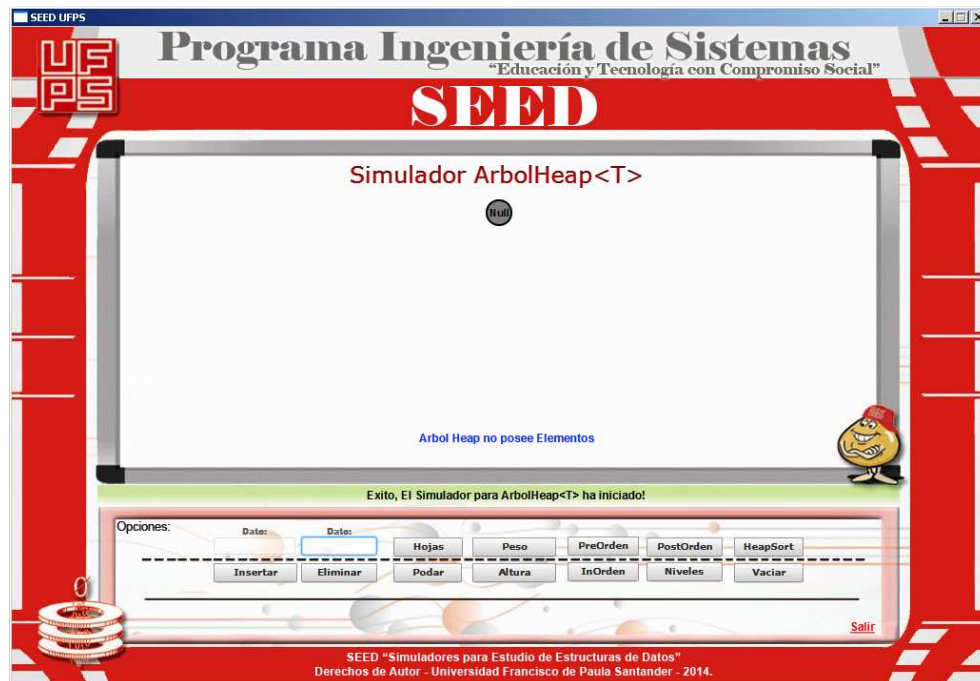 SEED UFPS
UFPS
Programa Ingeniería de Sistemas
“Educación y Tecnología con Compromiso Social”
SEED
Simulador ArbolHeap<T>
Null
Arbol Heap no posee Elementos
Exito, El Simulador para ArbolHeap<T> ha iniciado!
Opciones:
Dato: Dato:
Hojas Peso PreOrden PostOrden HeapSort
Insertar Eliminar Podar Altura InOrden Niveles Vaciar
Salir
SEED “Simuladores para Estudio de Estructuras de Datos”
Derechos de Autor - Universidad Francisco de Paula Santander - 2014.